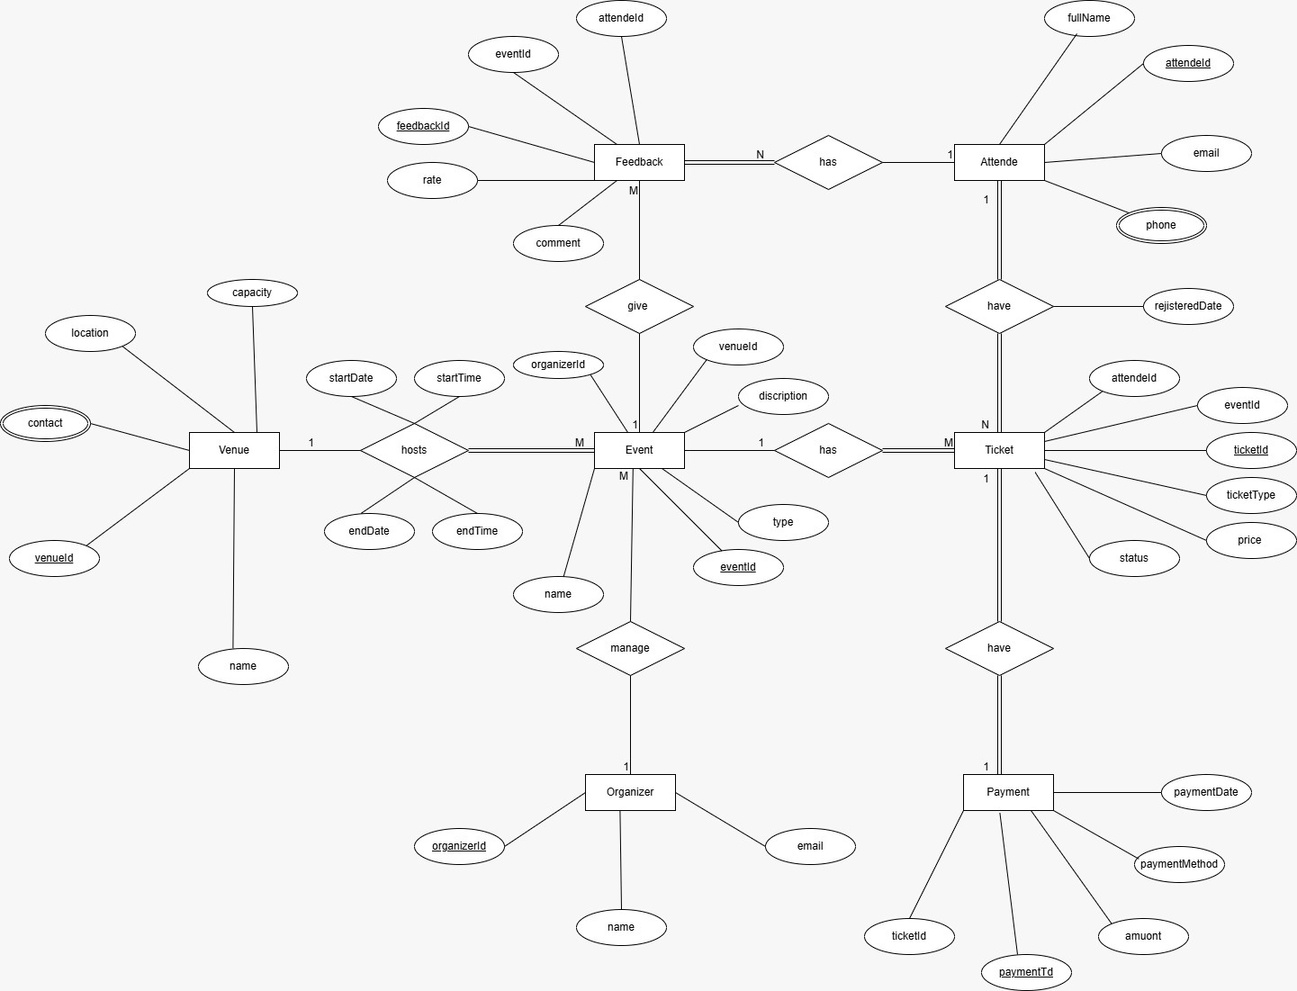 attendeId
fullName
eventId
attendeId
feedbackId
N
1
Feedback
has
Attende
email
rate
M
1
phone
comment
capacity
give
have
rejisteredDate
location
venueId
organizerId
startDate
startTime
attendeId
discription
eventId
contact
1
N
1
M
1
M
Venue
hosts
Event
has
Ticket
ticketId
M
1
ticketType
type
endDate
endTime
price
venueId
status
eventId
name
manage
have
name
1
1
Organizer
Payment
paymentDate
organizerId
email
paymentMethod
name
ticketId
amuont
paymentTd